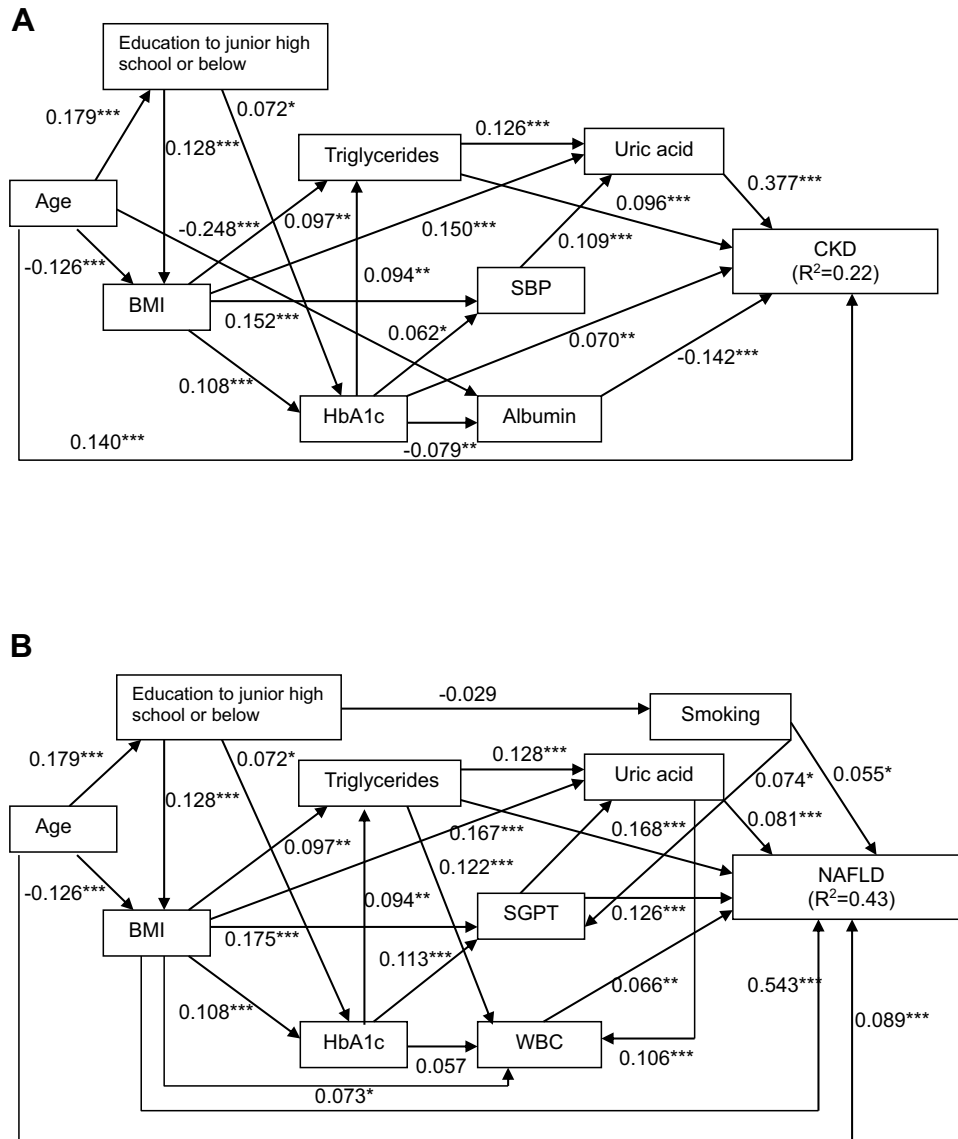 A
Education to junior high
school or below
0.179***
0.072*
0.128***
Triglycerides
0.126***
Uric acid
Age
0.377***
-0.248***
0.097**
0.150***
0.096***
0.109***
CKD
(R²=0.22)
-0.126***
BMI
0.094**
SBP
0.152***
0.062*
0.070**
-0.142***
0.108***
HbA1c
Albumin
0.140***
-0.079**
B
Education to junior high
school or below
-0.029
Smoking
0.179***
0.072*
0.128***
Triglycerides
0.128***
Uric acid
0.074*
0.055*
Age
0.097**
0.167***
0.168***
0.081***
0.122***
NAFLD
(R²=0.43)
-0.126***
BMI
0.094**
SGPT
0.126***
0.175***
0.113***
0.066**
0.543***
0.108***
HbA1c
0.057
WBC
0.106***
0.089***
0.073*